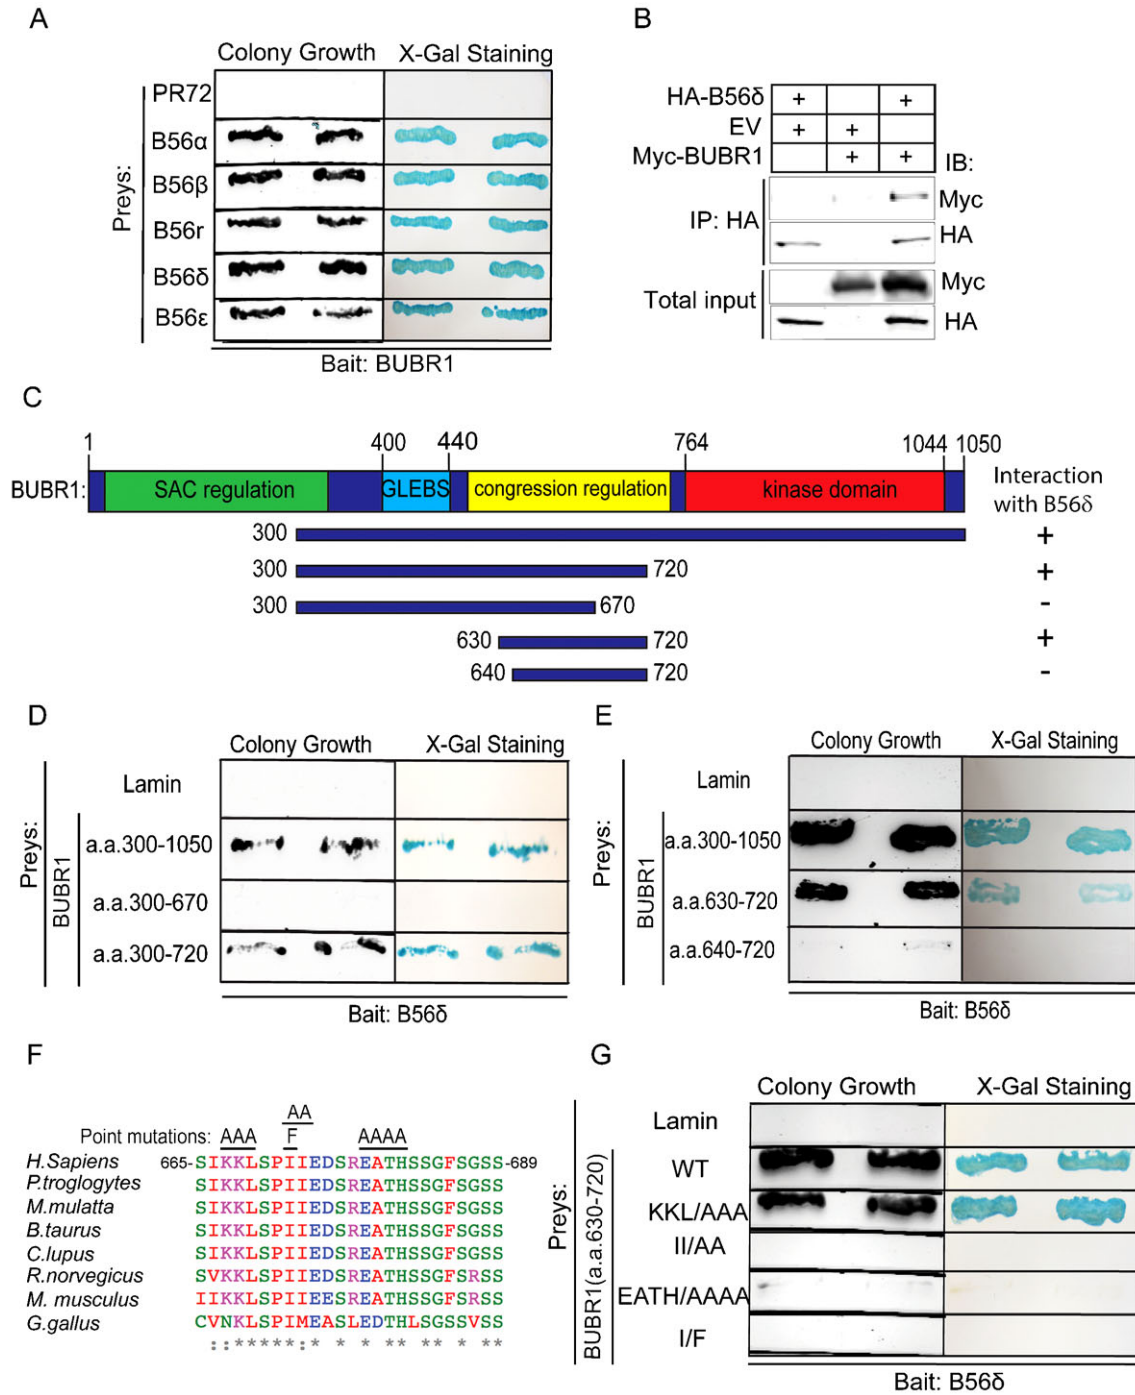 A
Colony Growth X-Gal Staining
Preys:
PR72
B56α
B56β
B56r
B56δ
B56ε
Bait: BUBR1
B
HA-B56δ + +
EV + +
Myc-BUBR1 + + IB:
IP: HA
Myc
HA
Total input
Myc
HA
C
1 400 440 764 1044 1050
BUBR1: SAC regulation GLEBS congression regulation kinase domain
Interaction
with B56δ
300 +
300 720 +
300 670 -
630 720 +
640 720 -
D
Colony Growth X-Gal Staining
Preys:
BUBR1
Lamin
a.a.300-1050
a.a.300-670
a.a.300-720
Bait: B56δ
E
Colony Growth X-Gal Staining
Preys:
BUBR1
Lamin
a.a.300-1050
a.a.630-720
a.a.640-720
Bait: B56δ
F
AA
Point mutations: AAA F AAAA
H.Sapiens 665-SIKKLSPIIEDSREATHSSGFSGSS-689
P.troglogytes SIKKLSPIIEDSREATHSSGFSGSS
M.mulatta SIKKLSPIIEDSREATHSSGFSGSS
B.taurus SIKKLSPIIEDSREATHSSGFSGSS
C.lupus SIKKLSPIIEDSREATHSSGFSGSS
R.norvegicus SVKKLSPIIEDSREATHSSGFSRSS
M. musculus IIKKLSPIIEDSREATHSSGFSRSS
G.gallus CVNKLSPIMEASLEDTHLSGSSVSS
::*****:* * * ** ** **
G
Colony Growth X-Gal Staining
Preys:
BUBR1(a.a.630-720)
Lamin
WT
KKL/AAA
II/AA
EATH/AAAA
I/F
Bait: B56δ